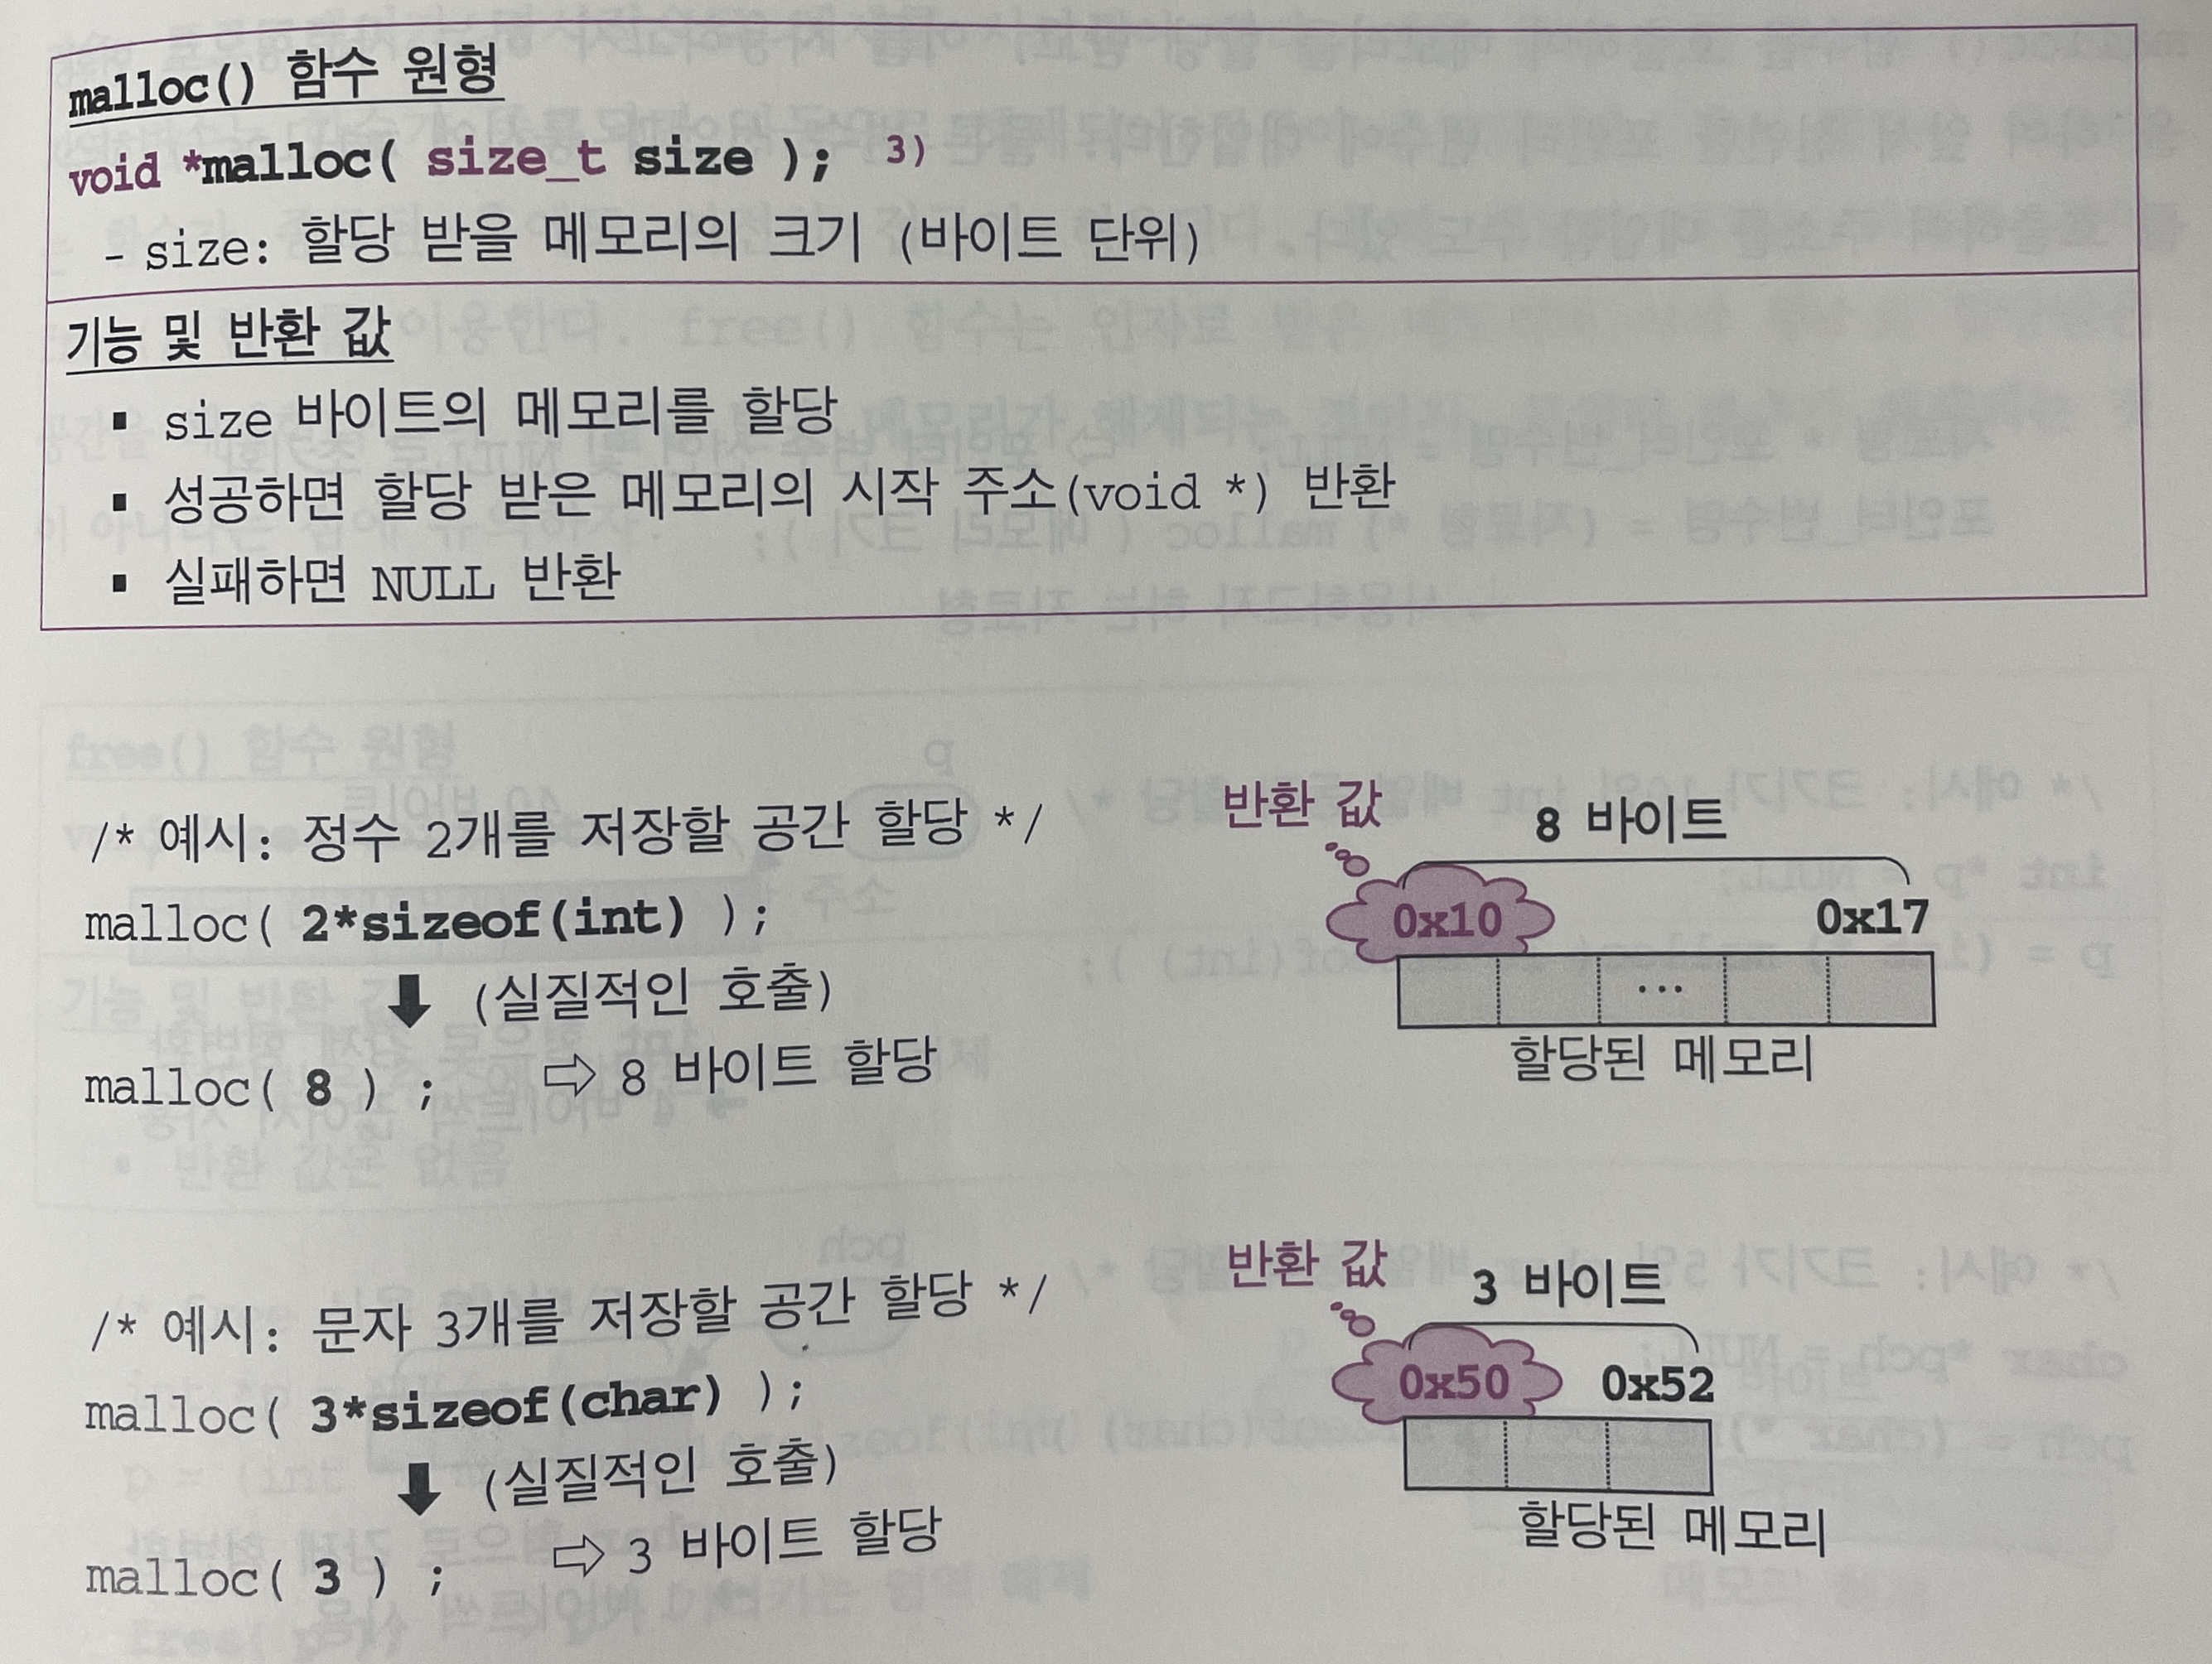 malloc() 함수 원형
void *malloc( size_t size ); 3)
- size: 할당 받을 메모리의 크기 (바이트 단위)
기능 및 반환 값
▪ size 바이트의 메모리를 할당
▪ 성공하면 할당 받은 메모리의 시작 주소(void *) 반환
▪ 실패하면 NULL 반환
/* 예시: 정수 2개를 저장할 공간 할당 */
malloc( 2*sizeof(int) );
(실질적인 호출)
malloc( 8 ) ; ⇨ 8 바이트 할당
반환 값
8 바이트
0x10 0x17
...
할당된 메모리
/* 예시: 문자 3개를 저장할 공간 할당 */
malloc( 3*sizeof(char) );
(실질적인 호출)
malloc( 3 ) ; ⇨ 3 바이트 할당
반환 값
3 바이트
0x50 0x52
할당된 메모리